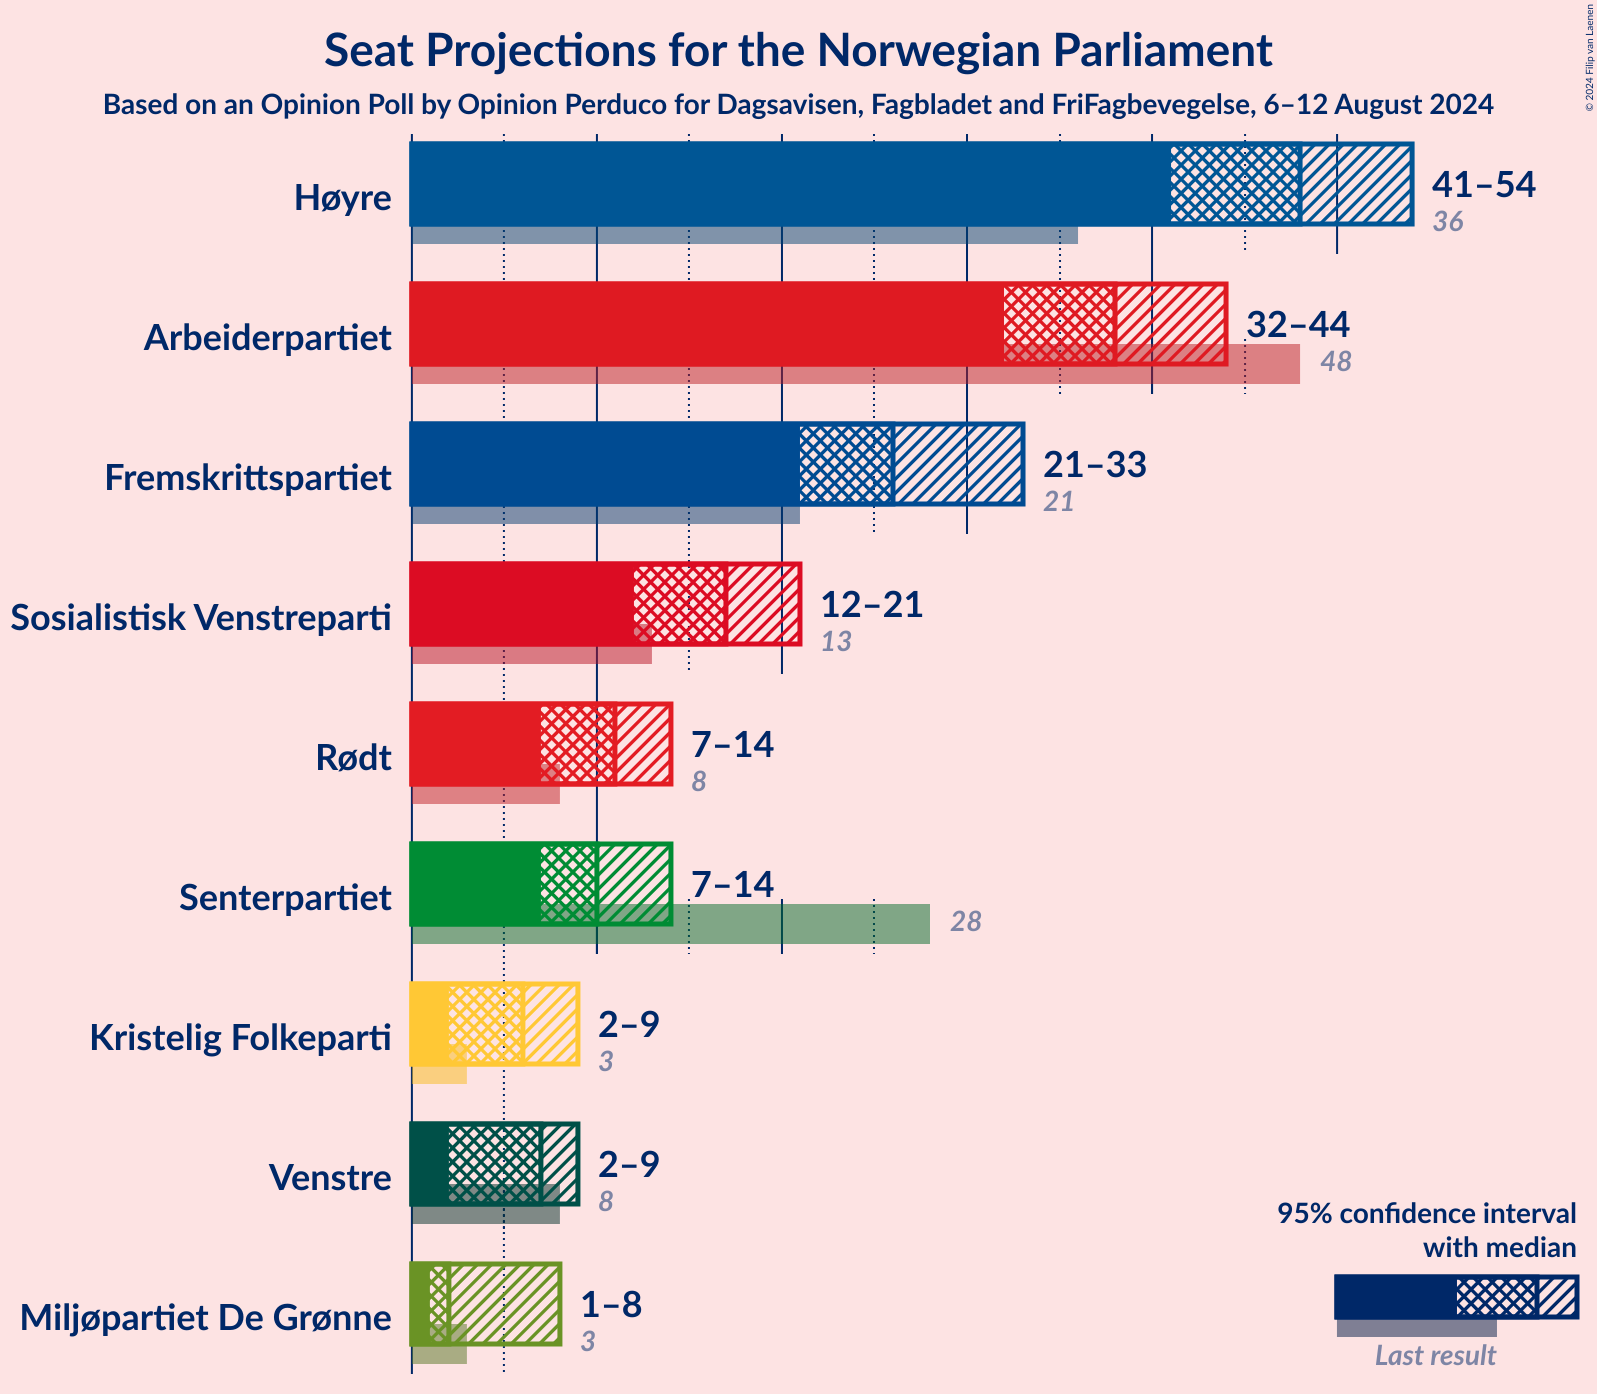 Seat Projections for the Norwegian Parliament
Based on an Opinion Poll by Opinion Perduco for Dagsavisen, Fagbladet and FriFagbevegelse, 6–12 August 2024
© 2024 Filip van Laenen
Høyre
41–54
36
Arbeiderpartiet
32–44
48
Fremskrittspartiet
21–33
21
Sosialistisk Venstreparti
12–21
13
Rødt
7–14
8
Senterpartiet
7–14
28
Kristelig Folkeparti
2–9
3
Venstre
2–9
8
Miljøpartiet De Grønne
1–8
3
95% confidence interval
with median
Last result